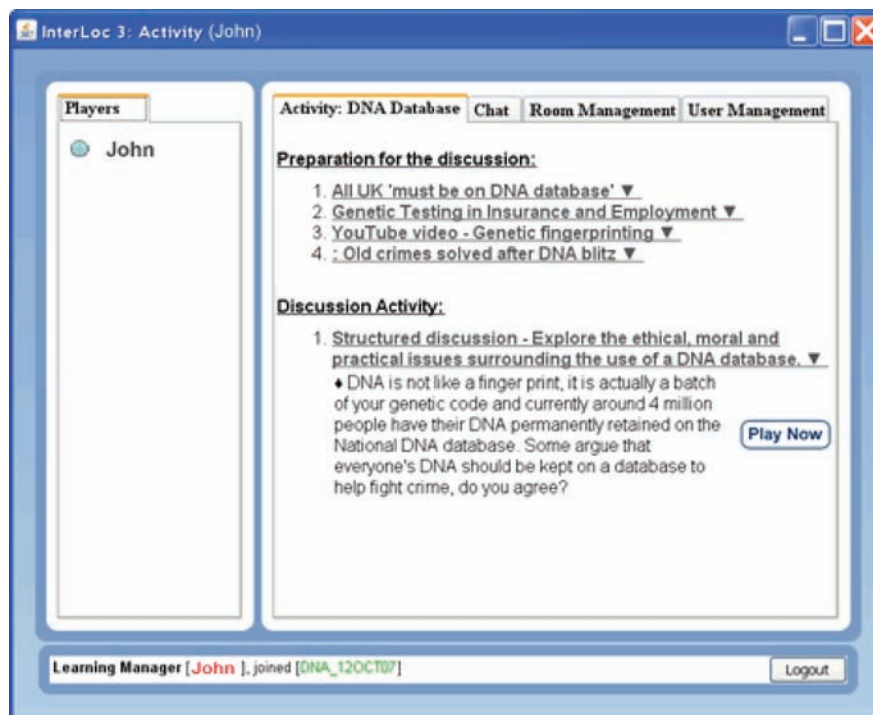 InterLoc 3: Activity (John)
Players
John
Activity: DNA Database Chat Room Management User Management
Preparation for the discussion:
1. All UK 'must be on DNA database' ▼
2. Genetic Testing in Insurance and Employment ▼
3. YouTube video - Genetic fingerprinting ▼
4. : Old crimes solved after DNA blitz ▼
Discussion Activity:
1. Structured discussion - Explore the ethical, moral and
practical issues surrounding the use of a DNA database. ▼
♦ DNA is not like a finger print, it is actually a batch
of your genetic code and currently around 4 million
people have their DNA permanently retained on the
National DNA database. Some argue that
everyone's DNA should be kept on a database to
help fight crime, do you agree?
Play Now
Learning Manager [John ], joined [DNA_12OCT07]
Logout